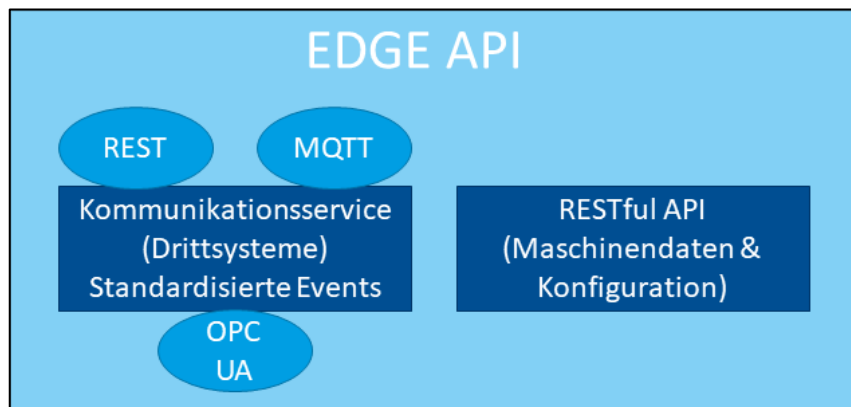 EDGE API
REST
MQTT
Kommunikationsservice
(Drittsysteme)
Standardisierte Events
OPC
UA
RESTful API
(Maschinendaten &
Konfiguration)